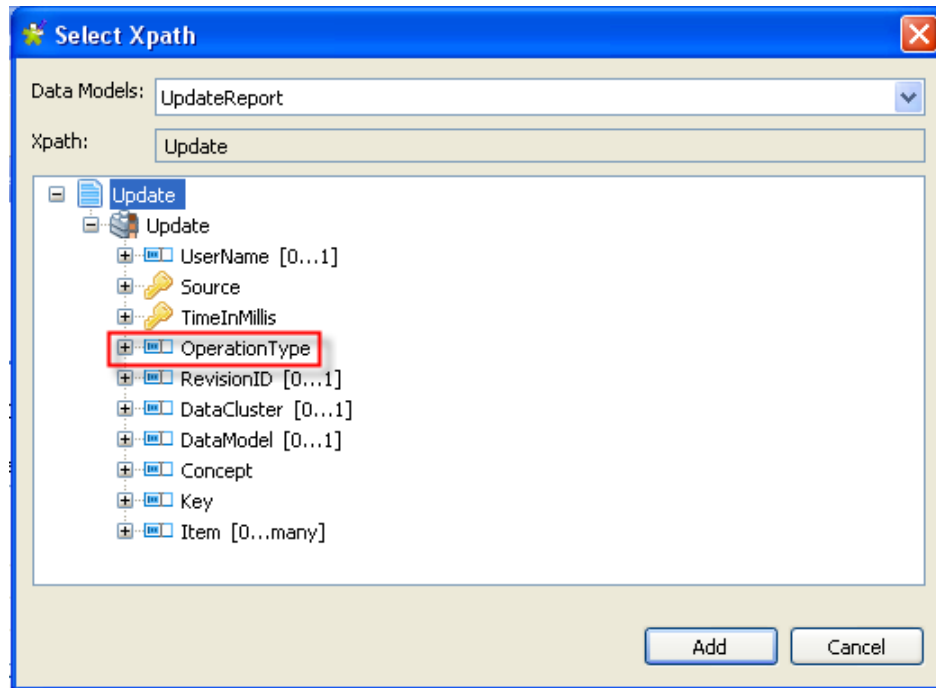 Select Xpath
Data Models: UpdateReport
Xpath: Update
Update
Update
UserName [0...1]
Source
TimeInMillis
OperationType
RevisionID [0...1]
DataCluster [0...1]
DataModel [0...1]
Concept
Key
Item [0...many]
Add Cancel